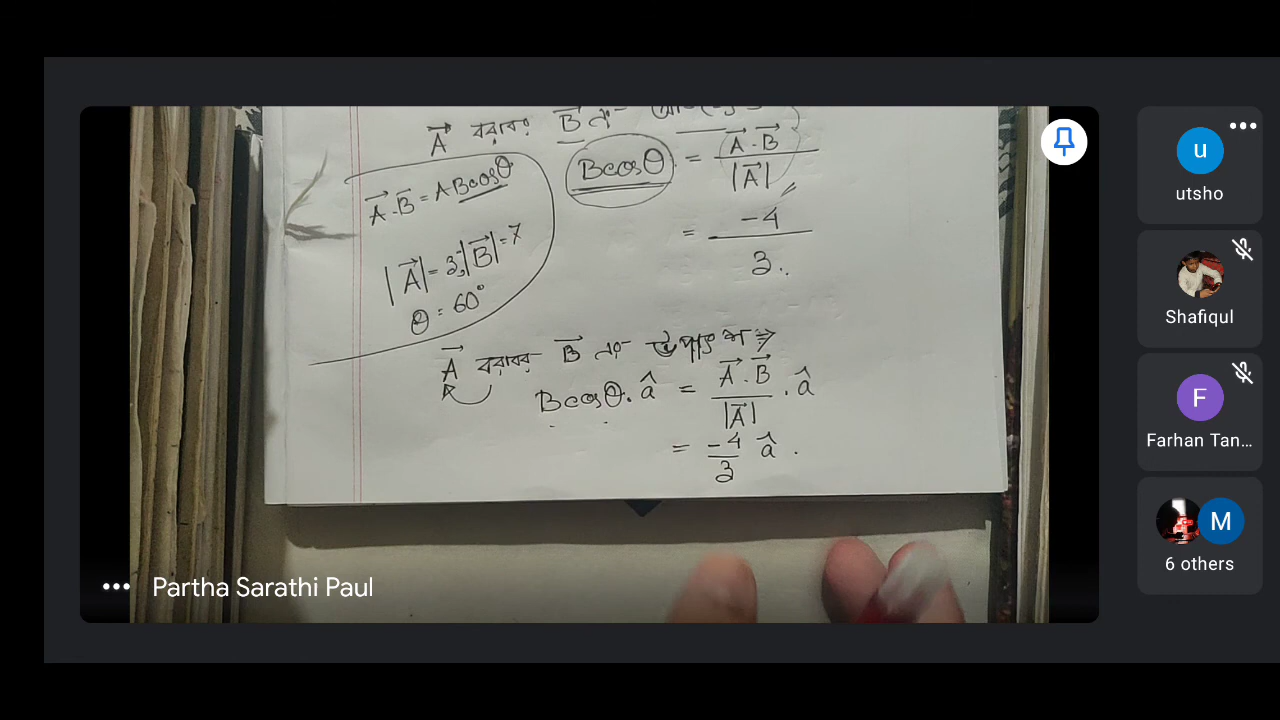 A⃗ বরাবর B⃗ এর
Bcosθ = A⃗ . B⃗ / |A⃗|
A⃗ . B⃗ = ABcosθ
= -4 / 3 .
|A⃗| = 3, |B⃗| = 7
θ = 60°
A⃗ বরাবর B⃗ এর উপাংশ ⇒
Bcosθ . â = A⃗ . B⃗ / |A⃗| . â
= -4 / 3 â .
Partha Sarathi Paul
u
utsho
Shafiqul
F
Farhan Tan...
M
6 others